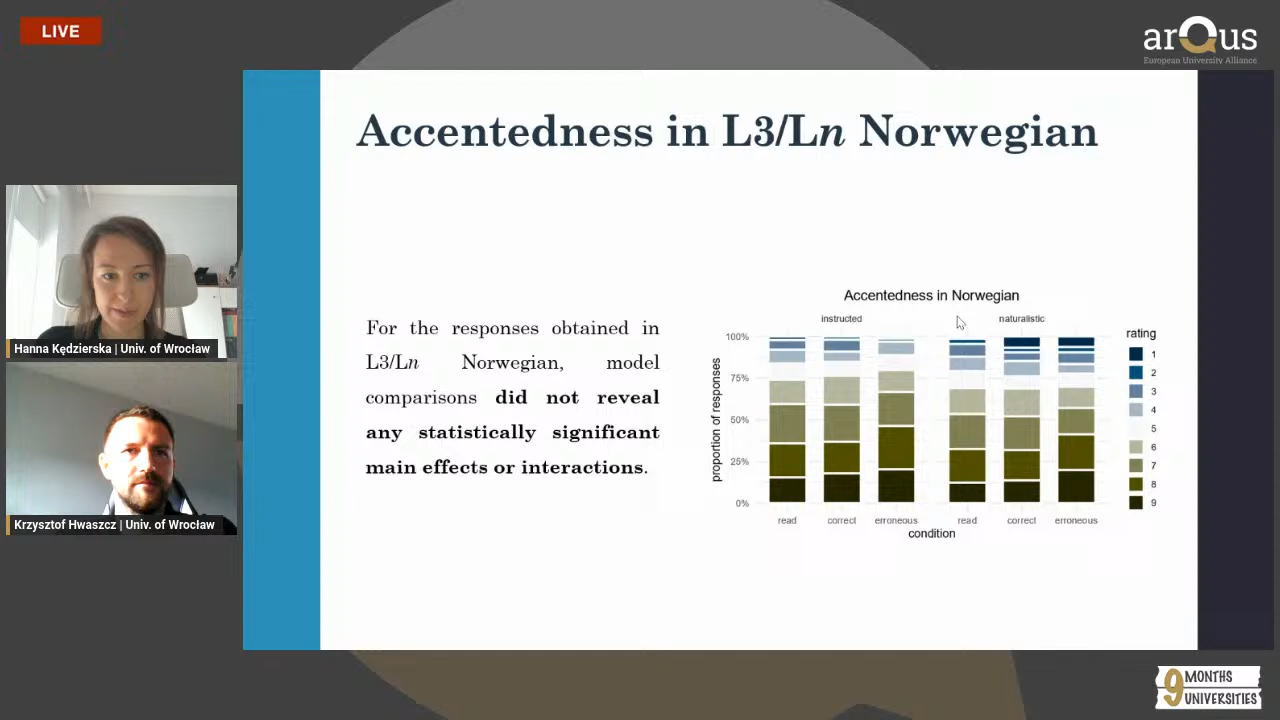 LIVE
arQus
European University Alliance
Accentedness in L3/Ln Norwegian
Hanna Kędzierska | Univ. of Wrocław
Krzysztof Hwaszcz | Univ. of Wrocław
For the responses obtained in
L3/Ln Norwegian, model
comparisons did not reveal
any statistically significant
main effects or interactions.
Accentedness in Norwegian
instructed naturalistic
proportion of responses
100%
75%
50%
25%
0%
read correct erroneous read correct erroneous
condition
rating
1
2
3
4
5
6
7
8
9
9 MONTHS
UNIVERSITIES